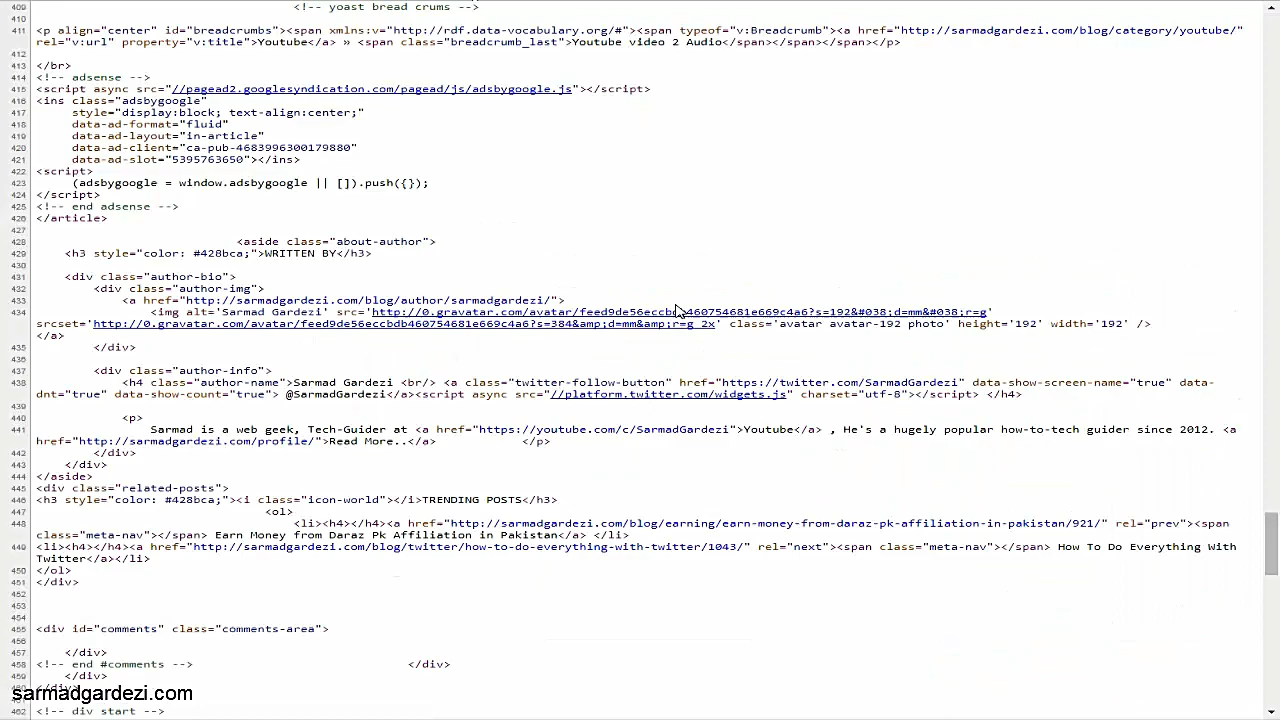 409 <!-- yoast bread crums -->
410
411 <p align="center" id="breadcrumbs"><span xmlns:v="http://rdf.data-vocabulary.org/#"><span typeof="v:Breadcrumb"><a href="http://sarmadgardezi.com/blog/category/youtube/"
rel="v:url" property="v:title">Youtube</a> » <span class="breadcrumb_last">Youtube video 2 Audio</span></span></span></p>
412
413 </br>
414 <!-- adsense -->
415 <script async src="//pagead2.googlesyndication.com/pagead/js/adsbygoogle.js"></script>
416 <ins class="adsbygoogle"
417 style="display:block; text-align:center;"
418 data-ad-format="fluid"
419 data-ad-layout="in-article"
420 data-ad-client="ca-pub-4683996300179880"
421 data-ad-slot="5395763650"></ins>
422 <script>
423 (adsbygoogle = window.adsbygoogle || []).push({});
424 </script>
425 <!-- end adsense -->
426 </article>
427
428 <aside class="about-author">
429 <h3 style="color: #428bca;">WRITTEN BY</h3>
430
431 <div class="author-bio">
432 <div class="author-img">
433 <a href="http://sarmadgardezi.com/blog/author/sarmadgardezi/">
434 <img alt='Sarmad Gardezi' src='http://0.gravatar.com/avatar/feed9de56eccbdb460754681e669c4a6?s=192&#038;d=mm&#038;r=g'
srcset='http://0.gravatar.com/avatar/feed9de56eccbdb460754681e669c4a6?s=384&amp;d=mm&amp;r=g 2x' class='avatar avatar-192 photo' height='192' width='192' />
</a>
435 </div>
436
437 <div class="author-info">
438 <h4 class="author-name">Sarmad Gardezi <br/> <a class="twitter-follow-button" href="https://twitter.com/SarmadGardezi" data-show-screen-name="true" data-
dnt="true" data-show-count="true"> @SarmadGardezi</a><script async src="//platform.twitter.com/widgets.js" charset="utf-8"></script> </h4>
439
440 <p>
441 Sarmad is a web geek, Tech-Guider at <a href="https://youtube.com/c/SarmadGardezi">Youtube</a> , He's a hugely popular how-to-tech guider since 2012. <a
href="http://sarmadgardezi.com/profile/">Read More..</a> </p>
442 </div>
443 </div>
444 </aside>
445 <div class="related-posts">
446 <h3 style="color: #428bca;"><i class="icon-world"></i>TRENDING POSTS</h3>
447 <ol>
448 <li><h4></h4><a href="http://sarmadgardezi.com/blog/earning/earn-money-from-daraz-pk-affiliation-in-pakistan/921/" rel="prev"><span
class="meta-nav"></span> Earn Money from Daraz Pk Affiliation in Pakistan</a> </li>
449 <li><h4></h4><a href="http://sarmadgardezi.com/blog/twitter/how-to-do-everything-with-twitter/1043/" rel="next"><span class="meta-nav"></span> How To Do Everything With
Twitter</a></li>
450 </ol>
451 </div>
452
453
454
455 <div id="comments" class="comments-area">
456
457 </div>
458 <!-- end #comments --> </div>
459 </div>
sarmadgardezi.com
462 <!-- div start -->